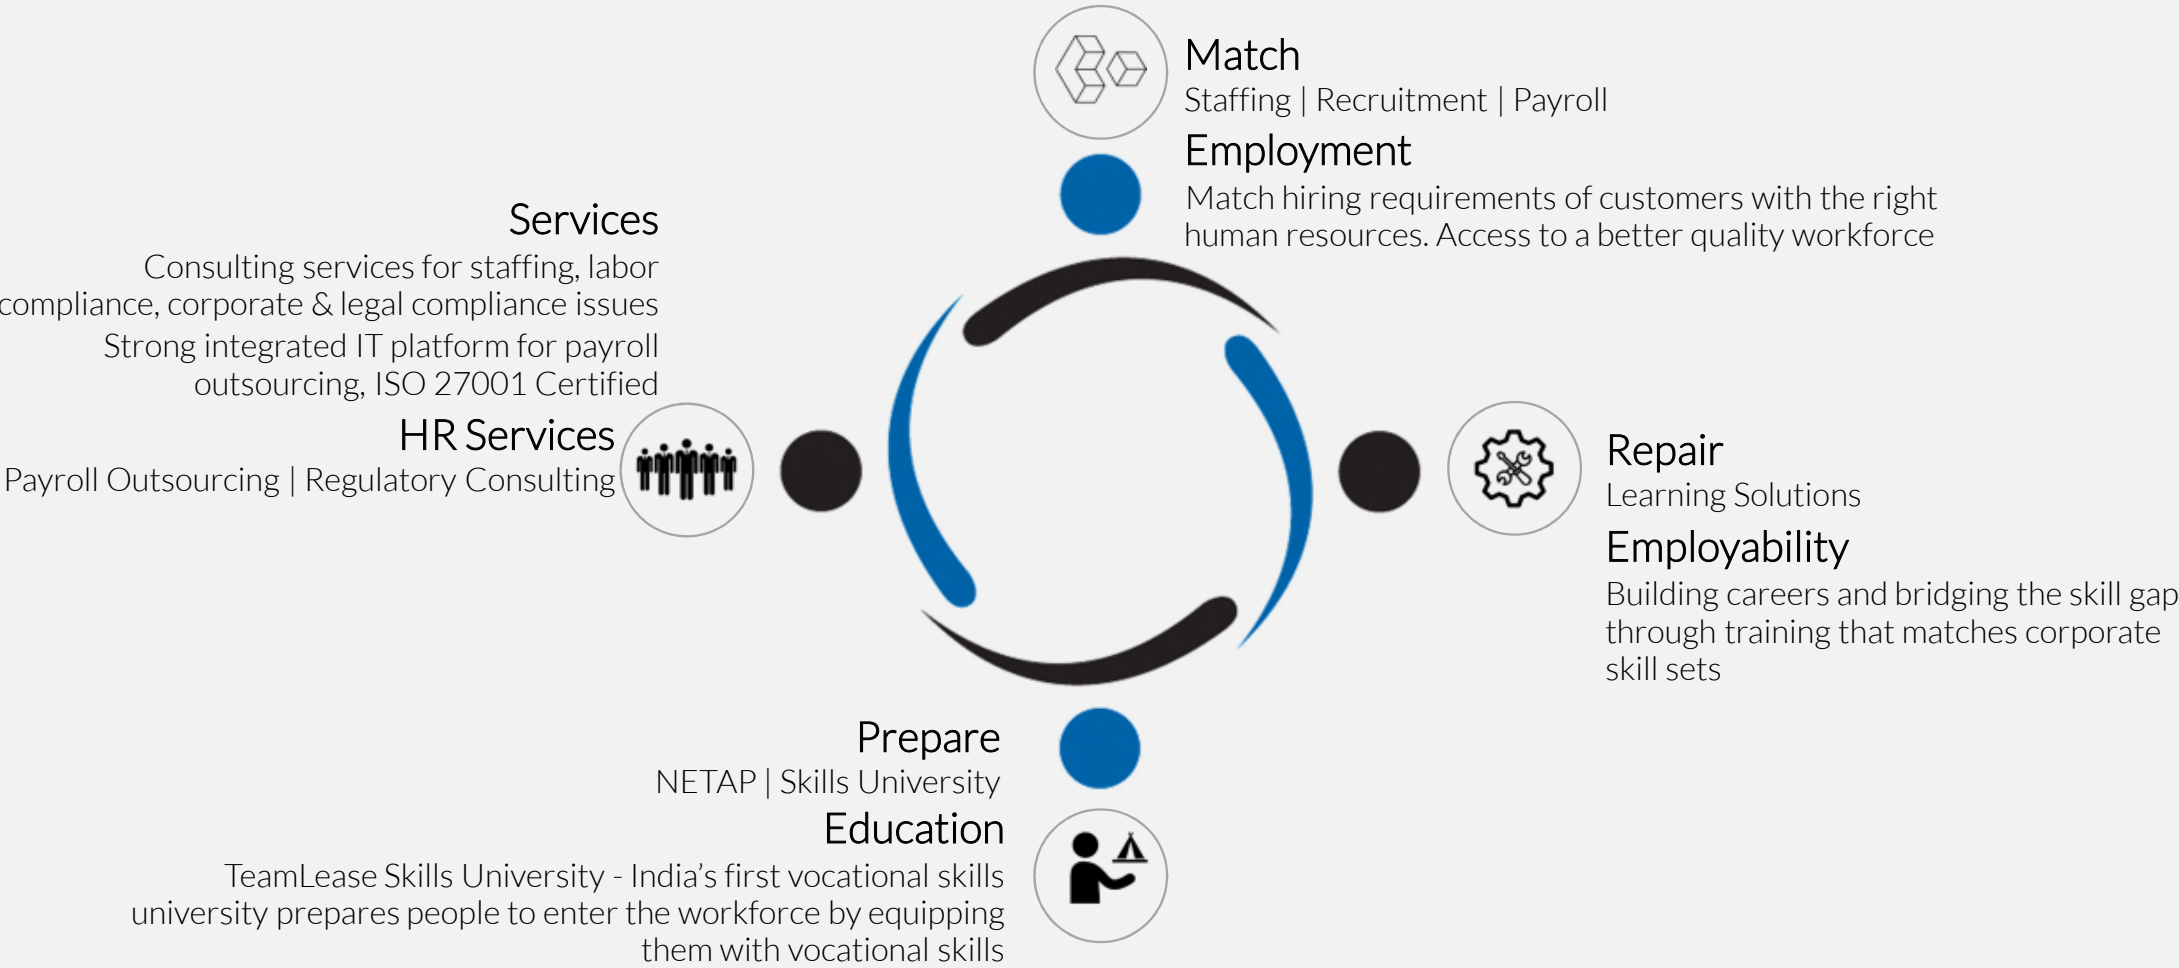 Match
Staffing | Recruitment | Payroll
Employment
Match hiring requirements of customers with the right
human resources. Access to a better quality workforce
Services
Consulting services for staffing, labor
compliance, corporate & legal compliance issues
Strong integrated IT platform for payroll
outsourcing, ISO 27001 Certified
HR Services
Payroll Outsourcing | Regulatory Consulting
Repair
Learning Solutions
Employability
Building careers and bridging the skill gap
through training that matches corporate
skill sets
Prepare
NETAP | Skills University
Education
TeamLease Skills University - India's first vocational skills
university prepares people to enter the workforce by equipping
them with vocational skills